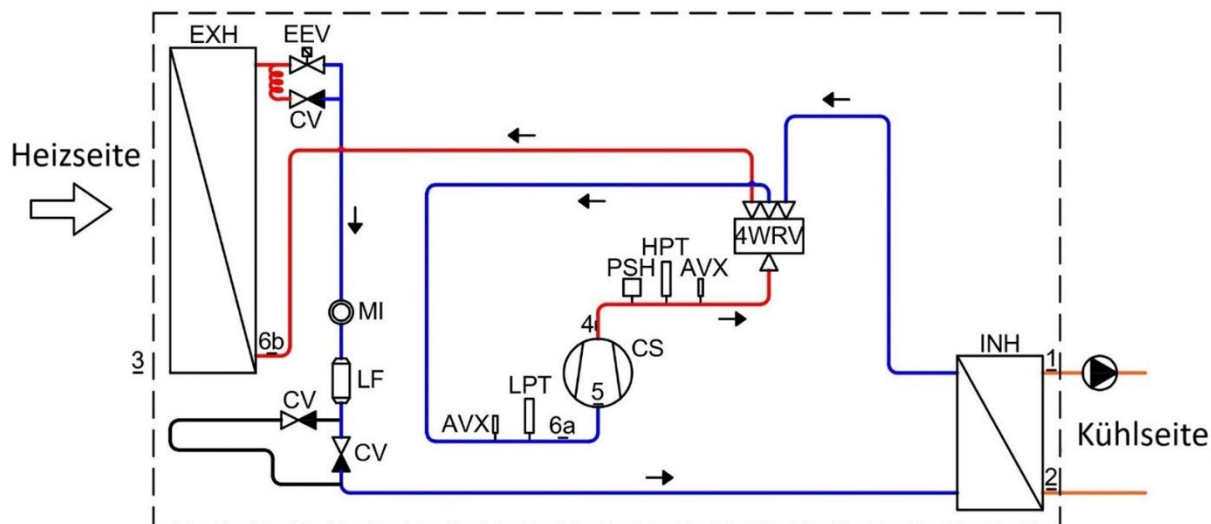 EXH
EEV
CV
Heizseite
4WRV
HPT
PSH
AVX
MI
6b
3
4
CS
INH
1
LF
LPT
5
CV
AVX
6a
Kühlseite
CV
2